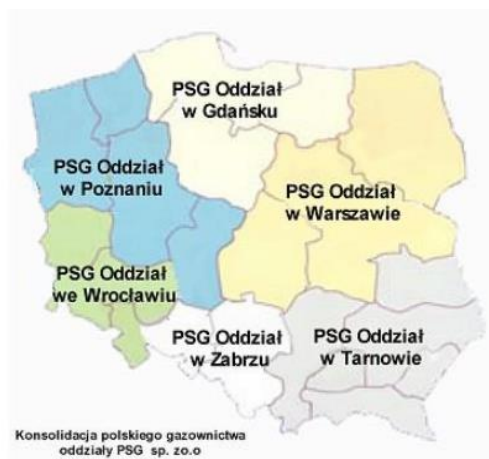 PSG Oddział
w Gdańsku
PSG Oddział
w Poznaniu
PSG Oddział
w Warszawie
PSG Oddział
we Wrocławiu
PSG Oddział
w Zabrzu
PSG Oddział
w Tarnowie
Konsolidacja polskiego gazownictwa
oddziały PSG sp. zo.o